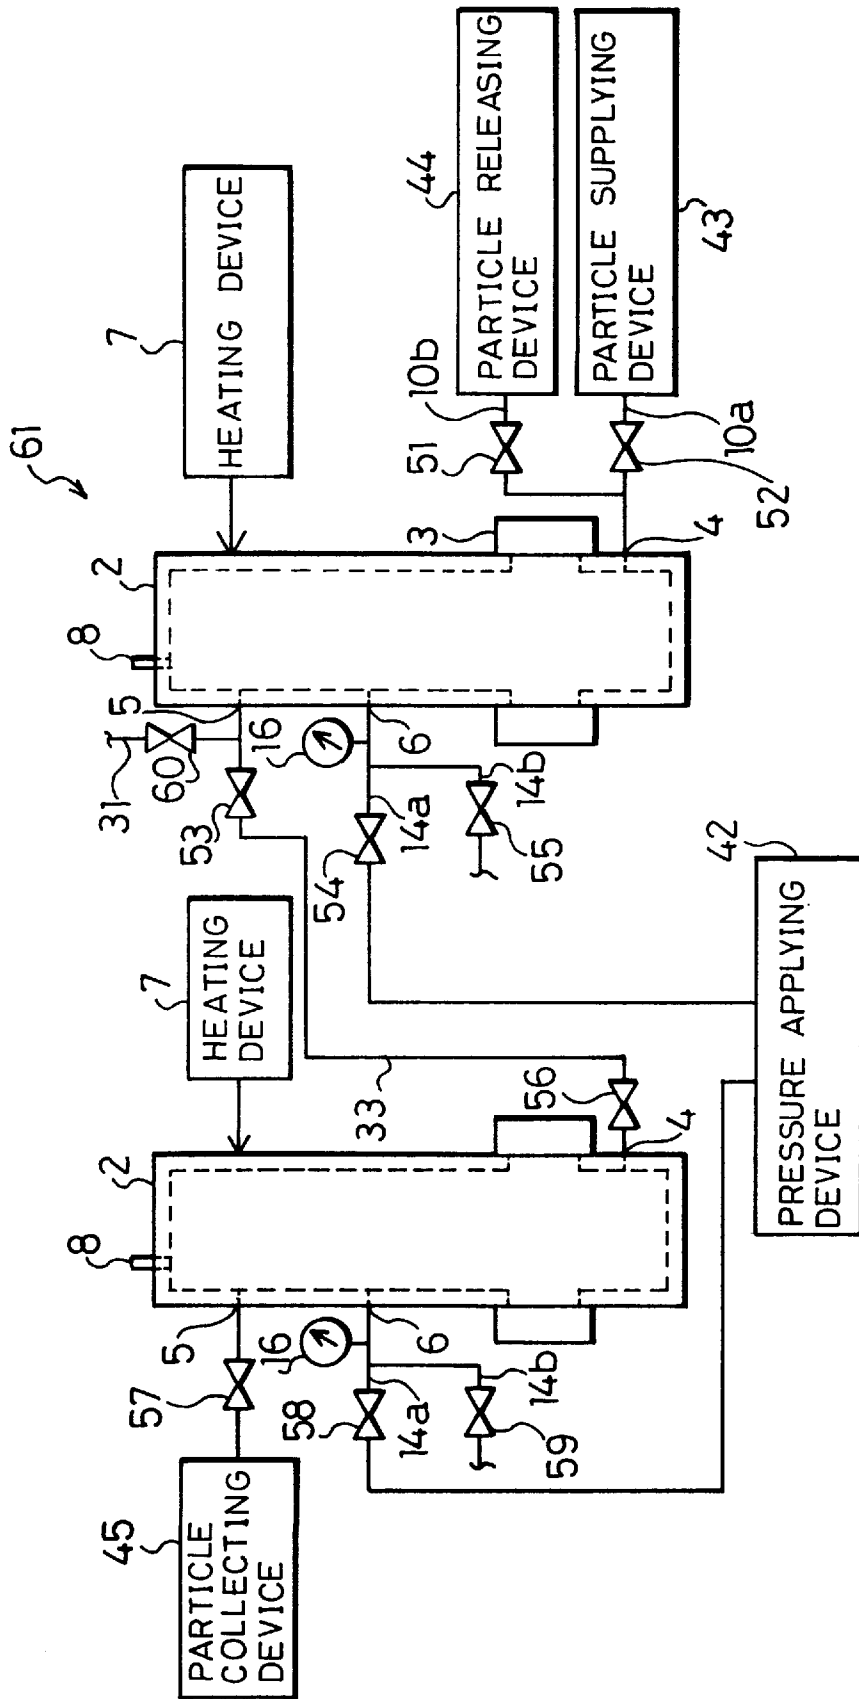 61
7
HEATING DEVICE
44
PARTICLE RELEASING
DEVICE
10b
51
PARTICLE SUPPLYING
DEVICE
43
10a
52
8
2
3
4
5
31
60
53
16
6
14a
54
14b
55
7
HEATING
DEVICE
33
56
4
42
PRESSURE APPLYING
DEVICE
8
2
5
57
16
6
14a
58
14b
59
45
PARTICLE
COLLECTING
DEVICE